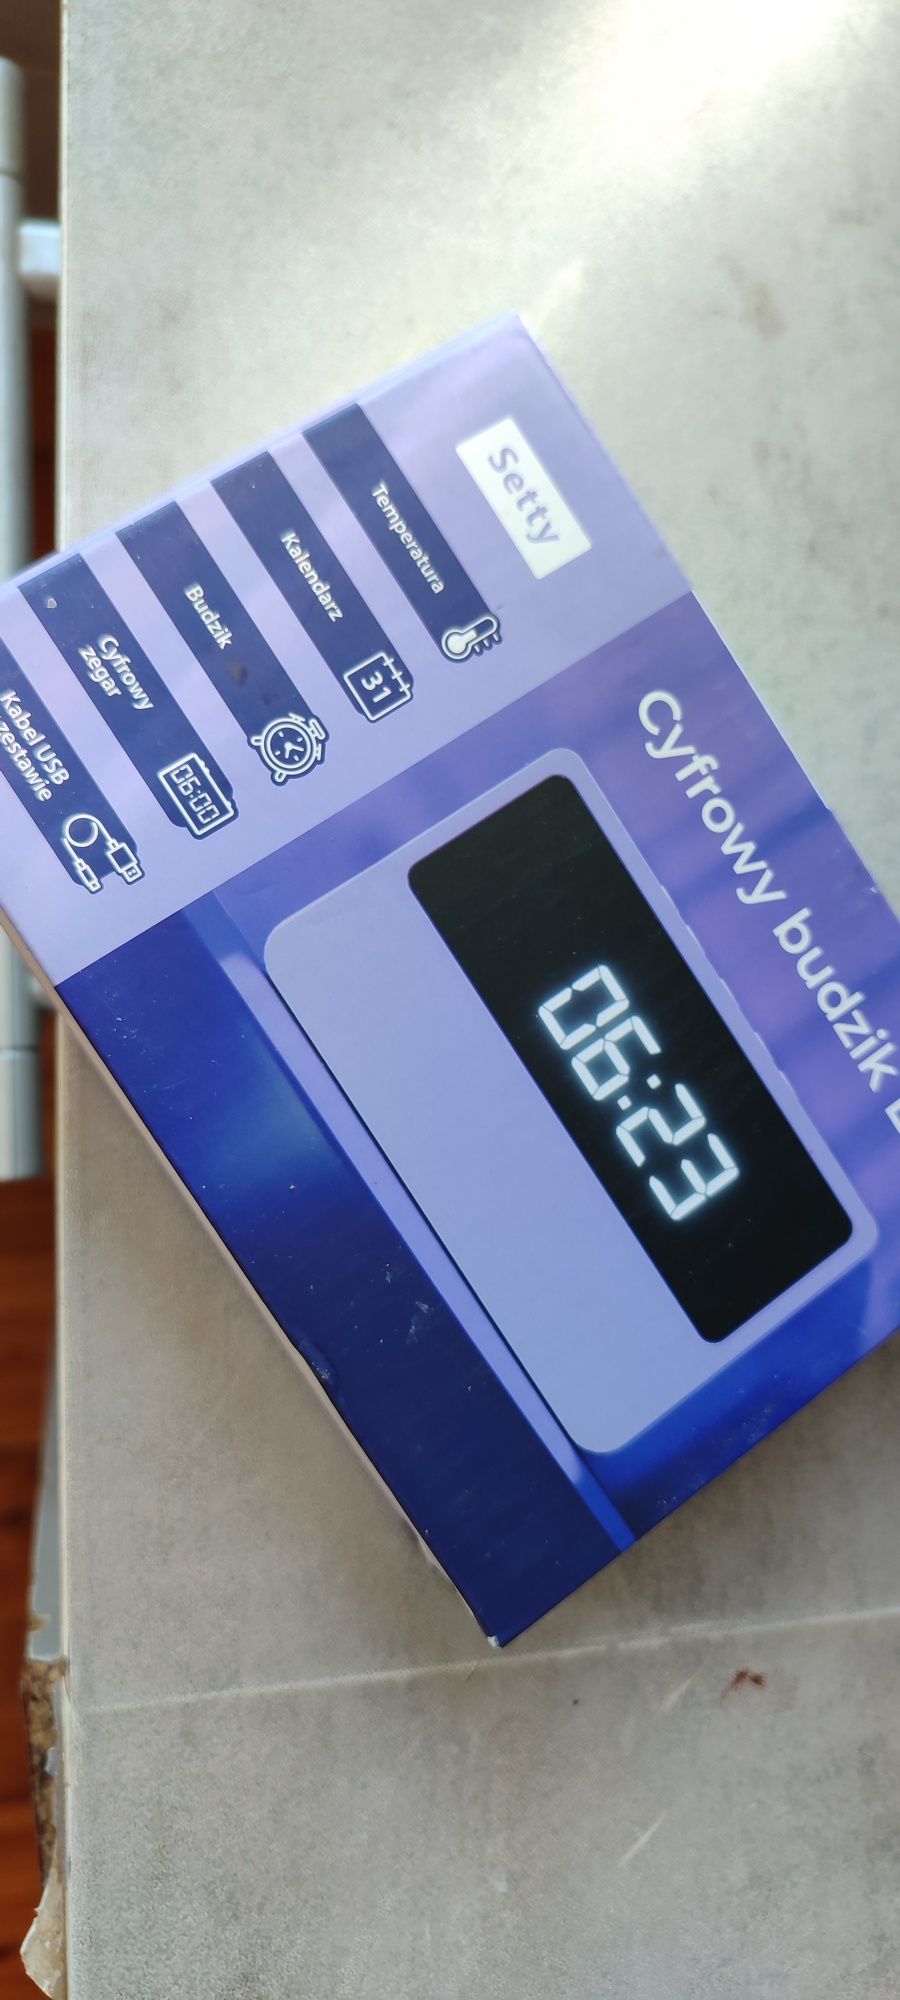 Setty
Temperatura
Kalendarz
31
Budzik
Cyfrowy
zegar
06:00
Kabel USB
zestawie
Cyfrowy budzik
06:23